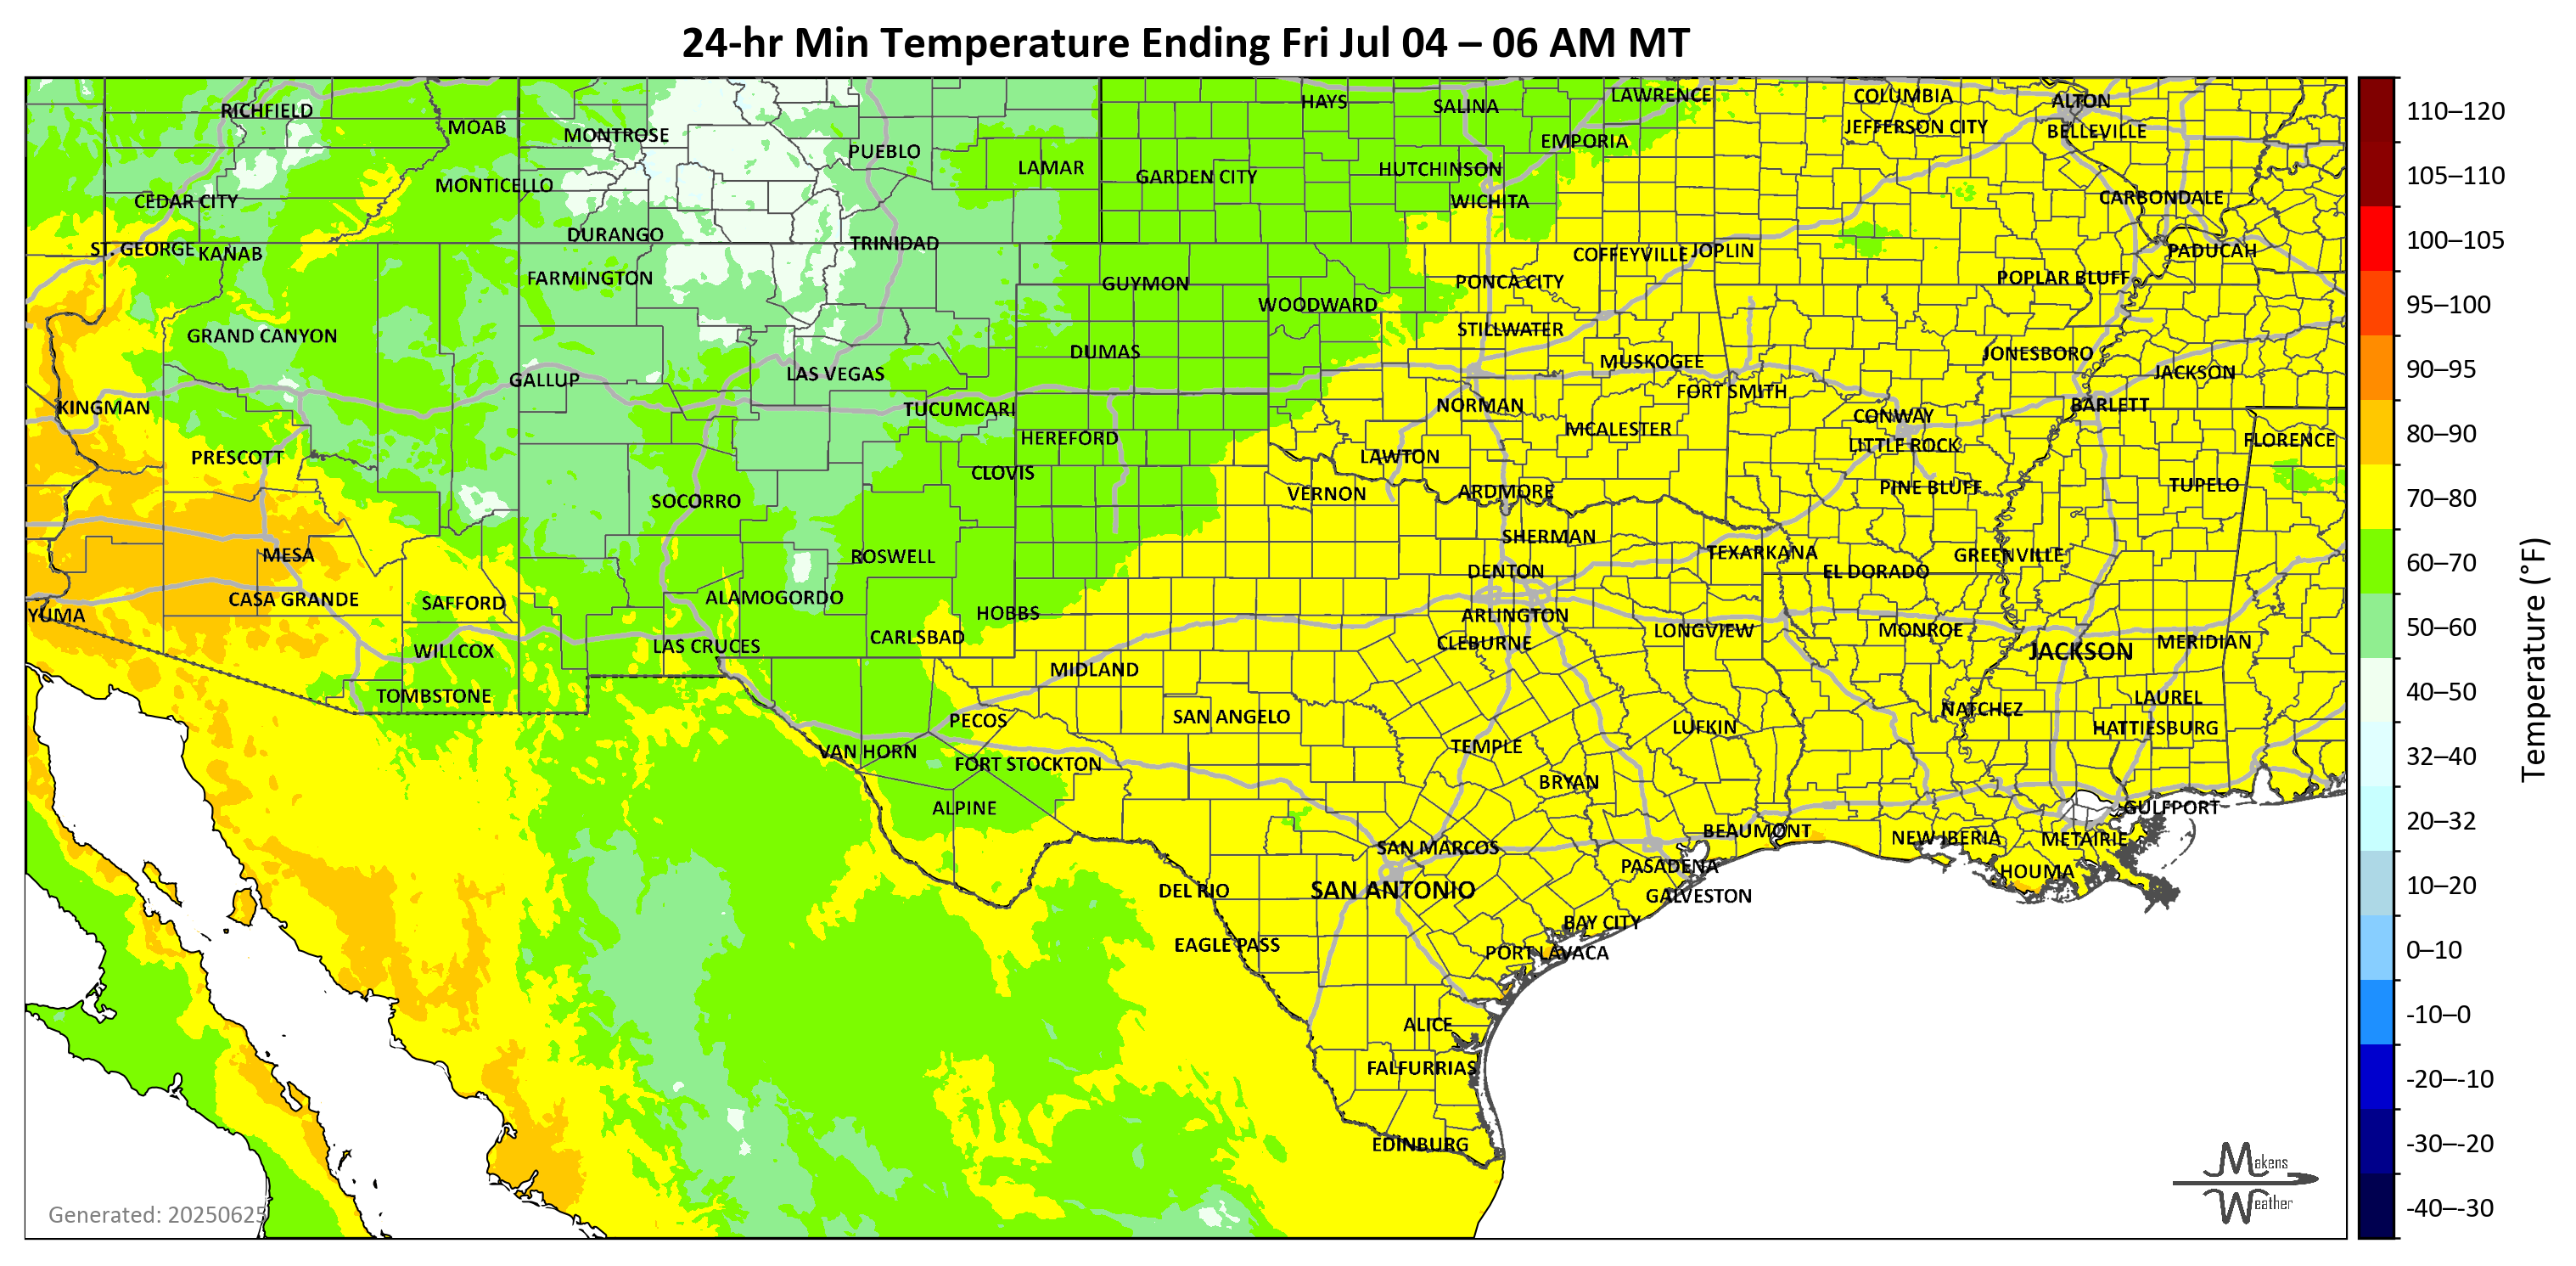 24-hr Min Temperature Ending Fri Jul 04 – 06 AM MT
RICHFIELD
MOAB
MONTROSE
PUEBLO
LAMAR
HAYS
SALINA
LAWRENCE
COLUMBIA
ALTON
JEFFERSON CITY
BELLEVILLE
EMPORIA
MONTICELLO
GARDEN CITY
HUTCHINSON
CEDAR CITY
WICHITA
CARBONDALE
DURANGO
TRINIDAD
ST. GEORGE
KANAB
COFFEYVILLE
JOPLIN
PADUCAH
FARMINGTON
GUYMON
PONCA CITY
POPLAR BLUFF
WOODWARD
GRAND CANYON
STILLWATER
DUMAS
MUSKOGEE
JONESBORO
GALLUP
LAS VEGAS
FORT SMITH
JACKSON
KINGMAN
TUCUMCARI
NORMAN
CONWAY
BARLETT
HEREFORD
MCALESTER
LITTLE ROCK
FLORENCE
PRESCOTT
CLOVIS
LAWTON
SOCORRO
VERNON
ARDMORE
PINE BLUFF
TUPELO
MESA
ROSWELL
SHERMAN
TEXARKANA
GREENVILLE
DENTON
EL DORADO
CASA GRANDE
SAFFORD
ALAMOGORDO
HOBBS
YUMA
ARLINGTON
LONGVIEW
MONROE
WILLCOX
LAS CRUCES
CARLSBAD
CLEBURNE
JACKSON
MERIDIAN
MIDLAND
TOMBSTONE
PECOS
SAN ANGELO
LUFKIN
NATCHEZ
LAUREL
HATTIESBURG
VAN HORN
FORT STOCKTON
TEMPLE
BRYAN
ALPINE
BEAUMONT
NEW IBERIA
METAIRIE
GULFPORT
SAN MARCOS
PASADENA
HOUMA
DEL RIO
SAN ANTONIO
GALVESTON
BAY CITY
EAGLE PASS
PORT LAVACA
ALICE
FALFURRIAS
EDINBURG
Generated: 20250625
Makens
Weather
110–120
105–110
100–105
95–100
90–95
80–90
70–80
60–70
50–60
40–50
32–40
20–32
10–20
0–10
-10–0
-20–-10
-30–-20
-40–-30
Temperature (°F)